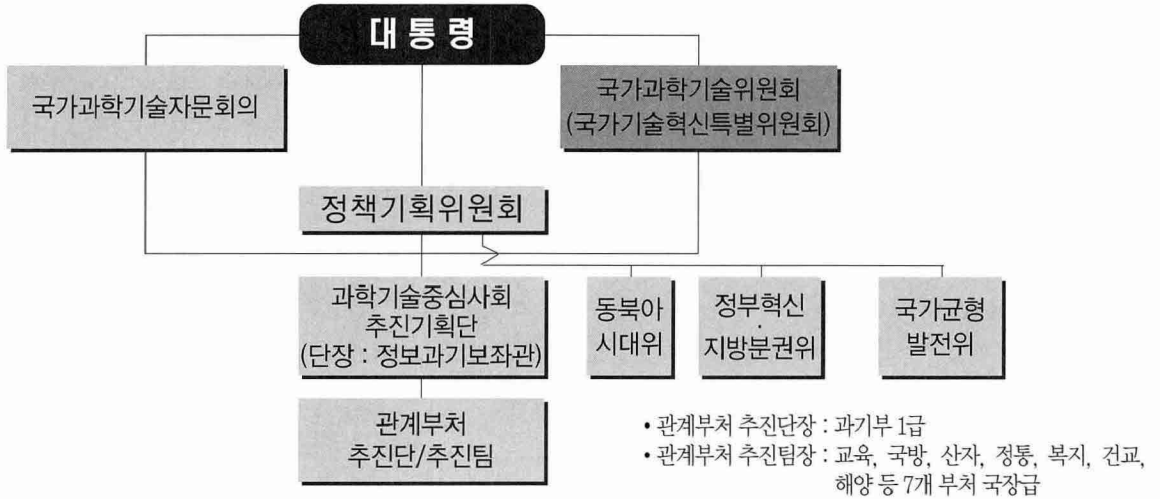 대통령
국가과학기술자문회의
국가과학기술위원회
(국가기술혁신특별위원회)
정책기획위원회
과학기술중심사회
추진기획단
(단장 : 정보과기보좌관)
동북아
시대위
정부혁신
·
지방분권위
국가균형
발전위
관계부처
추진단/추진팀
• 관계부처 추진단장 : 과기부 1급
• 관계부처 추진팀장 : 교육, 국방, 산자, 정통, 복지, 건교,
해양 등 7개 부처 국장급